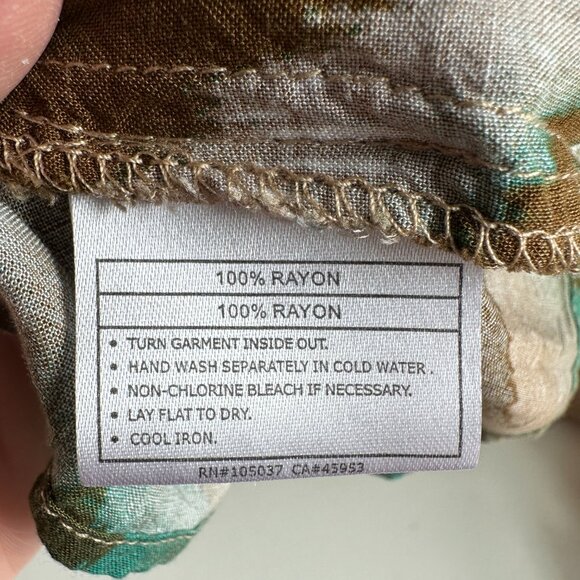 100% RAYON
100% RAYON
• TURN GARMENT INSIDE OUT.
• HAND WASH SEPARATELY IN COLD WATER.
• NON-CHLORINE BLEACH IF NECESSARY.
• LAY FLAT TO DRY.
• COOL IRON.
RN#105037 CA#45953